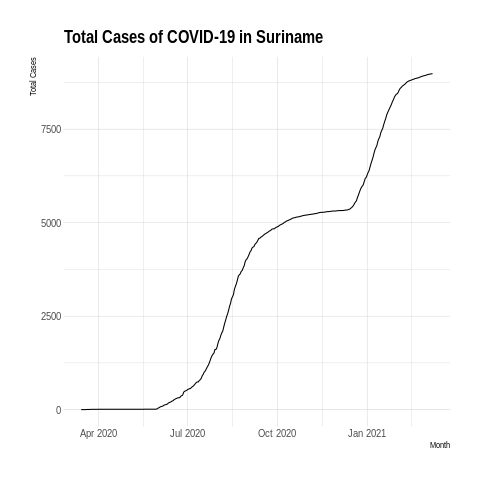 Total Cases of COVID-19 in Suriname
Total Cases
7500
5000
2500
0
Apr 2020 Jul 2020 Oct 2020 Jan 2021
Month